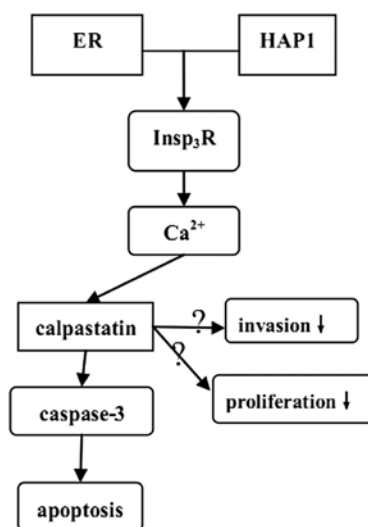 ER
HAP1
Insp₃R
Ca²⁺
calpastatin
?
invasion ↓
?
proliferation ↓
caspase-3
apoptosis